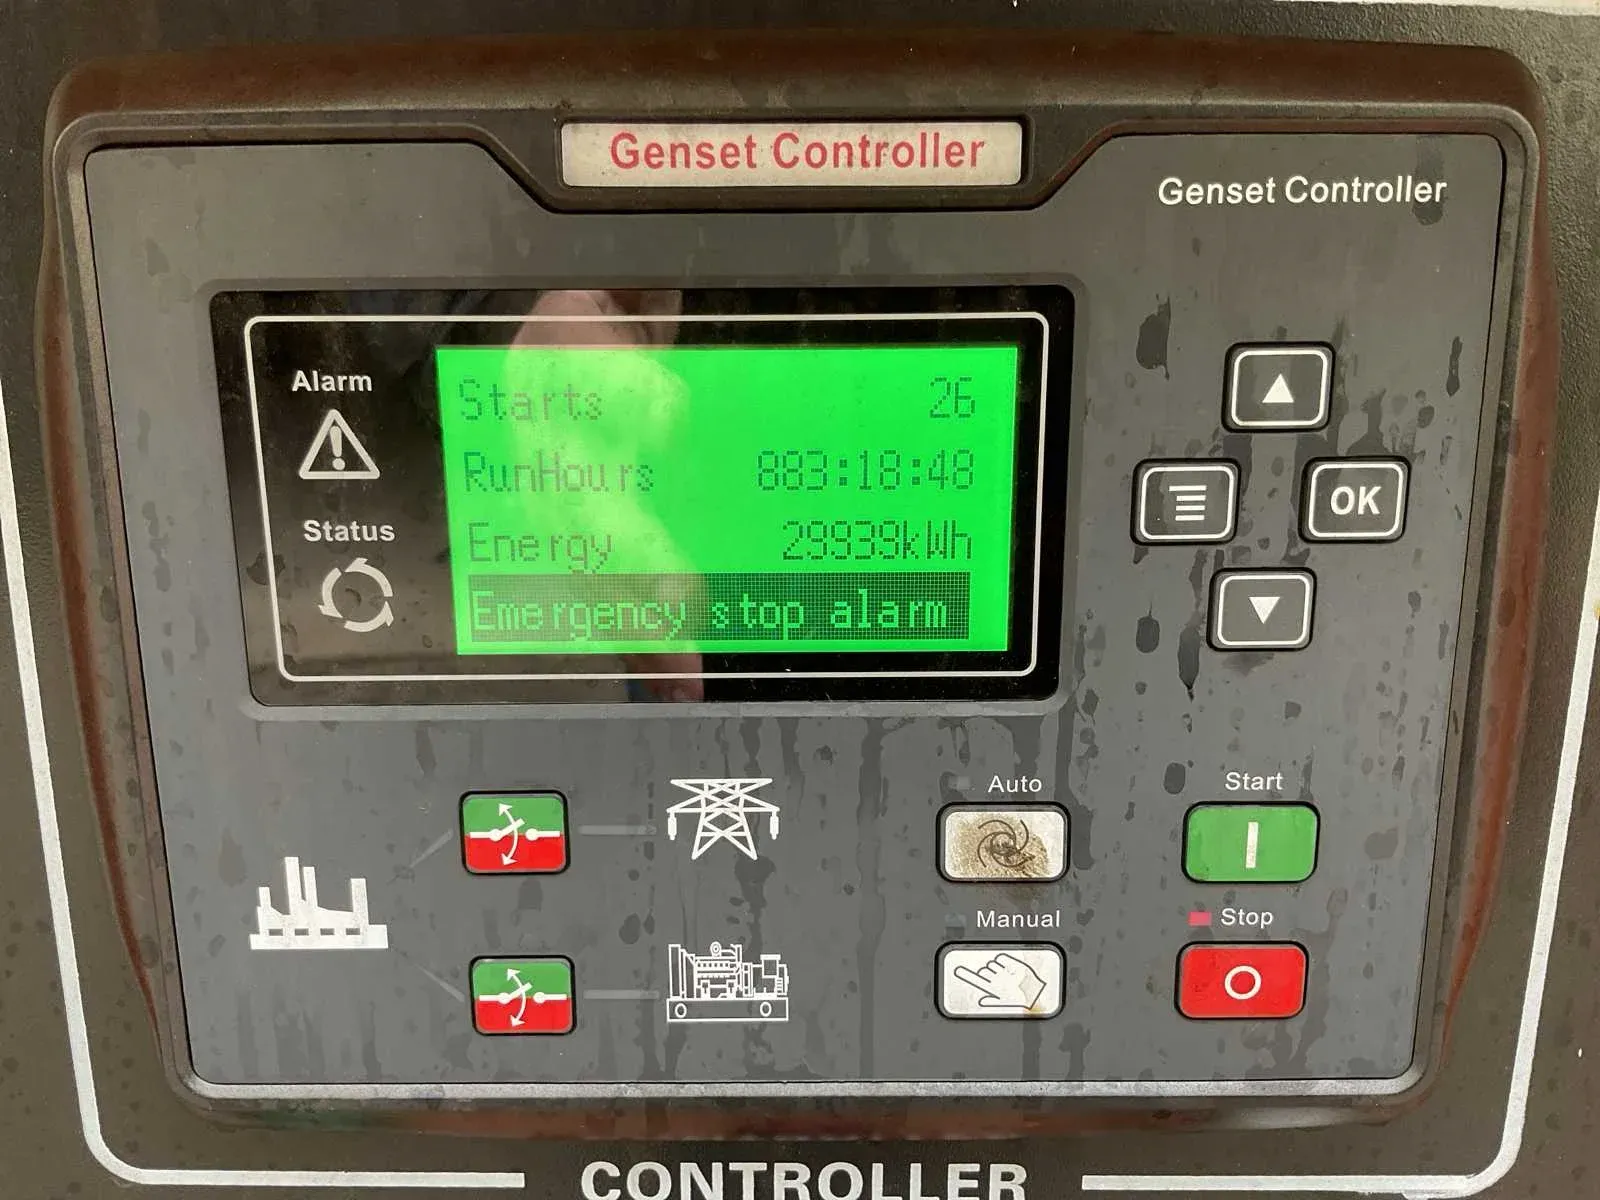 Genset Controller
Genset Controller
Alarm
Starts 26
RunHours 883:18:48
Status
Energy 29939kWh
Emergency stop alarm
OK
Auto
Start
Manual
Stop
CONTROLLER